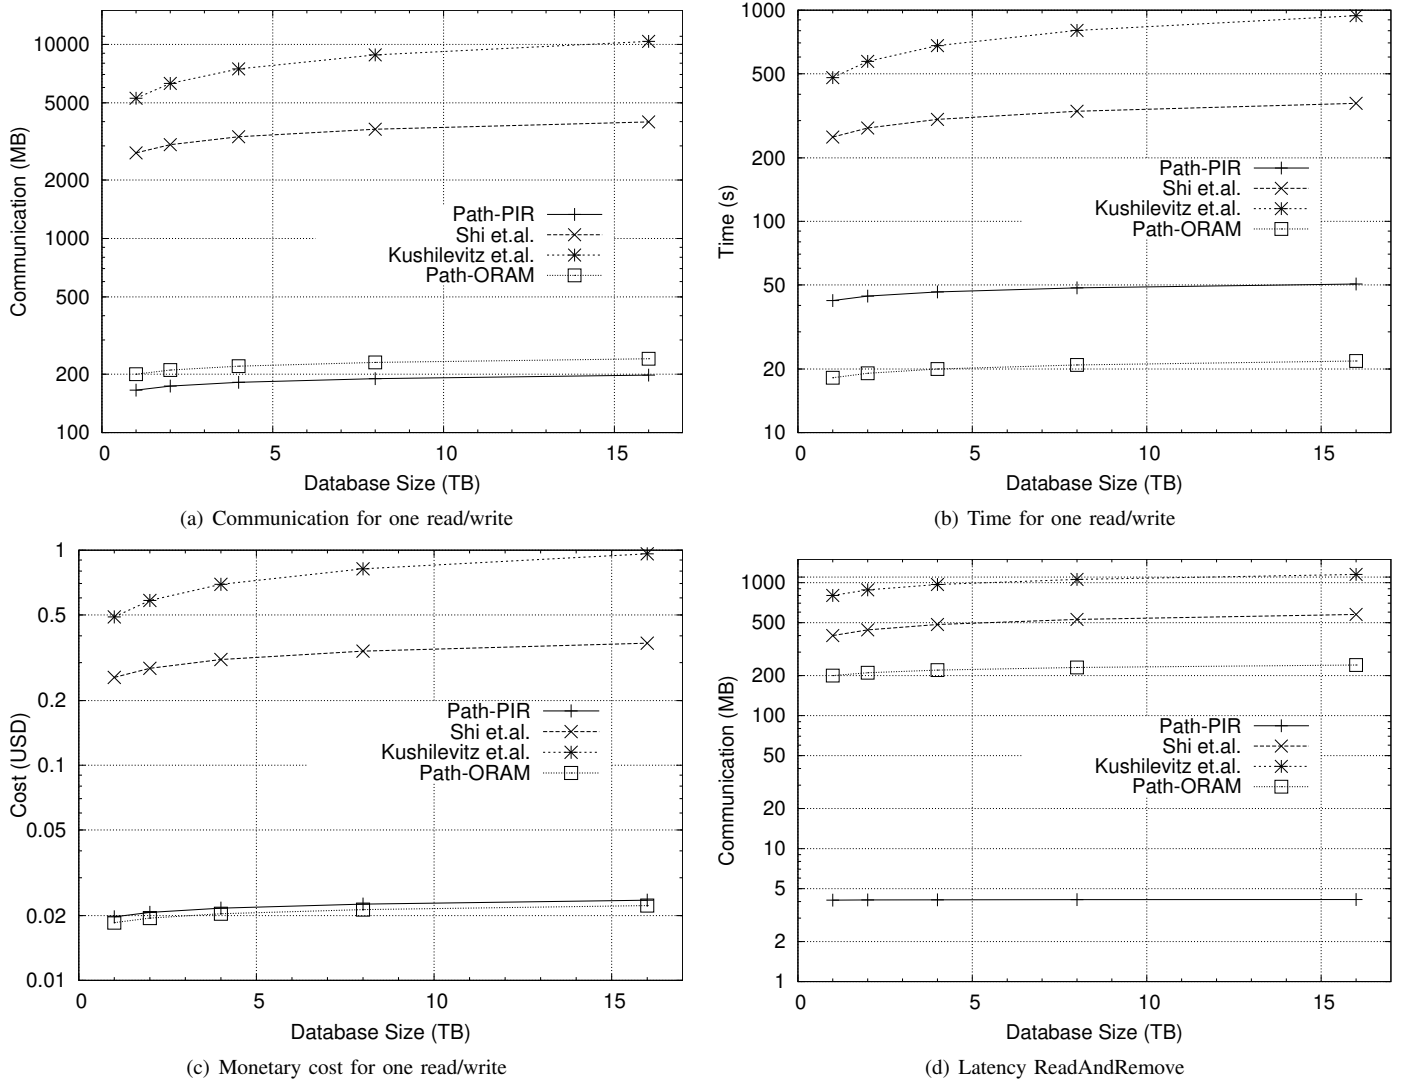 10000
5000
2000
1000
500
200
100
0 5 10 15
Communication (MB)
Database Size (TB)
Path-PIR
Shi et.al.
Kushilevitz et.al.
Path-ORAM
(a) Communication for one read/write
1000
500
200
100
50
20
10
0 5 10 15
Time (s)
Database Size (TB)
Path-PIR
Shi et.al.
Kushilevitz et.al.
Path-ORAM
(b) Time for one read/write
1
0.5
0.2
0.1
0.05
0.02
0.01
0 5 10 15
Cost (USD)
Database Size (TB)
Path-PIR
Shi et.al.
Kushilevitz et.al.
Path-ORAM
(c) Monetary cost for one read/write
1000
500
200
100
50
20
10
5
2
1
0 5 10 15
Communication (MB)
Database Size (TB)
Path-PIR
Shi et.al.
Kushilevitz et.al.
Path-ORAM
(d) Latency ReadAndRemove